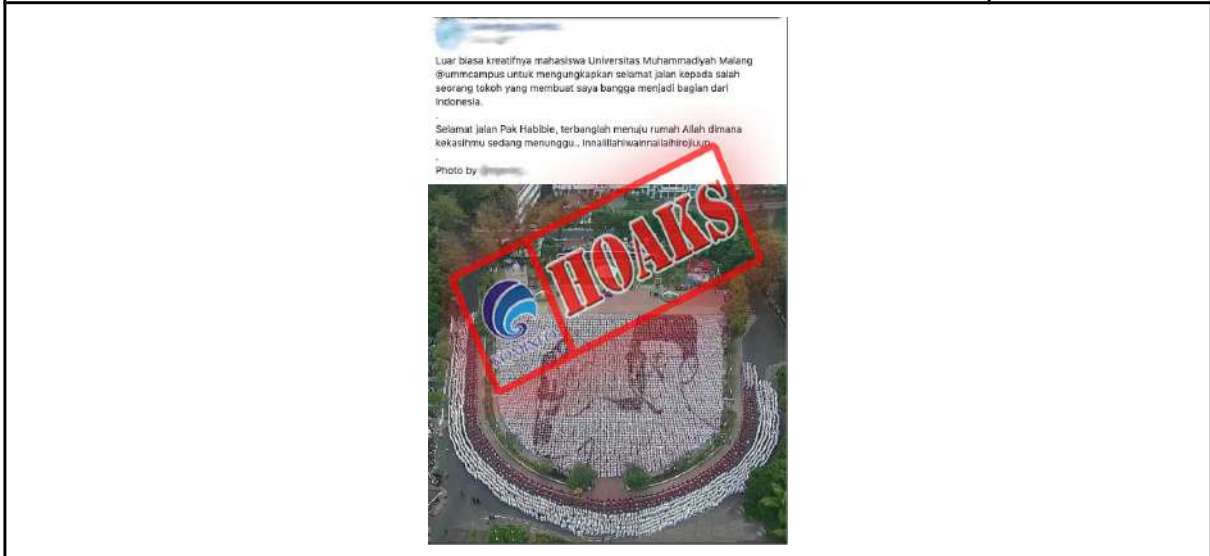 Luar biasa kreatifnya mahasiswa Universitas Muhammadiyah Malang
@ummcampus untuk mengungkapkan selamat jalan kepada salah
seorang tokoh yang membuat saya bangga menjadi bagian dari
Indonesia.
.
Selamat jalan Pak Habibie, terbanglah menuju rumah Allah dimana
kekasihmu sedang menunggu.. Innalillahiwainnailaihirojiuun
.
Photo by
HOAKS
KOMINFO